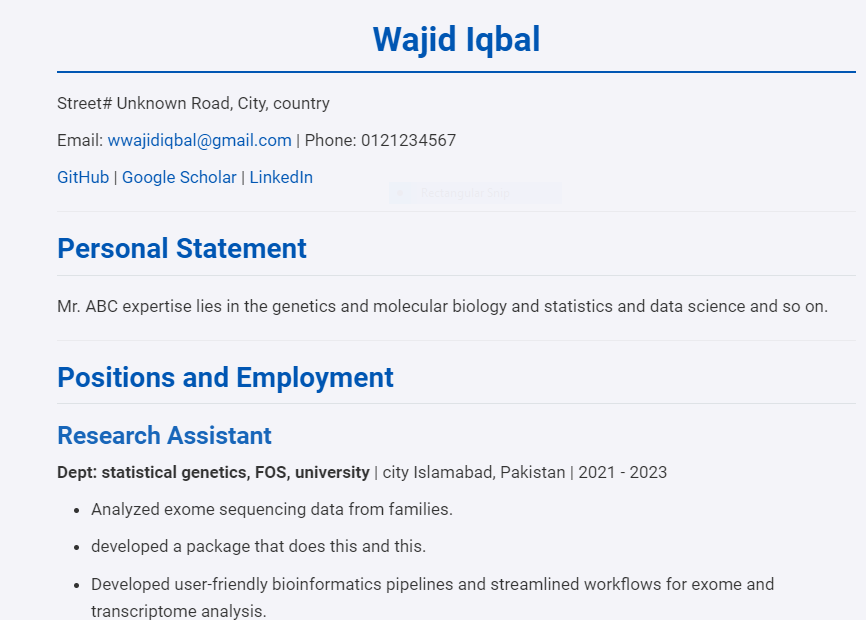 Wajid Iqbal
Street# Unknown Road, City, country
Email: wwajidiqbal@gmail.com | Phone: 0121234567
GitHub | Google Scholar | LinkedIn
Rectangular Snip
Personal Statement
Mr. ABC expertise lies in the genetics and molecular biology and statistics and data science and so on.
Positions and Employment
Research Assistant
Dept: statistical genetics, FOS, university | city Islamabad, Pakistan | 2021 - 2023
• Analyzed exome sequencing data from families.
• developed a package that does this and this.
• Developed user-friendly bioinformatics pipelines and streamlined workflows for exome and
transcriptome analysis.